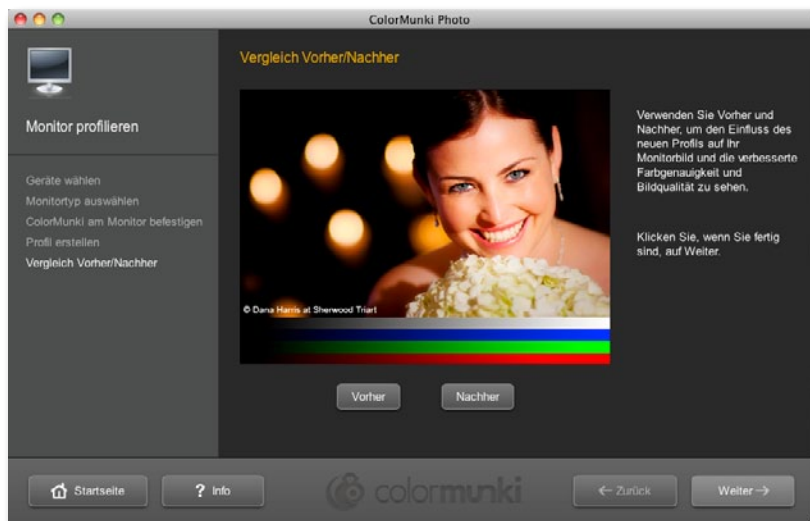 ColorMunki Photo
Monitor profilieren
Geräte wählen
Monitortyp auswählen
ColorMunki am Monitor befestigen
Profil erstellen
Vergleich Vorher/Nachher
Vergleich Vorher/Nachher
© Dana Harris at Sherwood Triart
Vorher
Nachher
Verwenden Sie Vorher und
Nachher, um den Einfluss des
neuen Profils auf Ihr
Monitorbild und die verbesserte
Farbgenauigkeit und
Bildqualität zu sehen.
Klicken Sie, wenn Sie fertig
sind, auf Weiter.
Startseite
? Info
colormunki
← Zurück
Weiter →